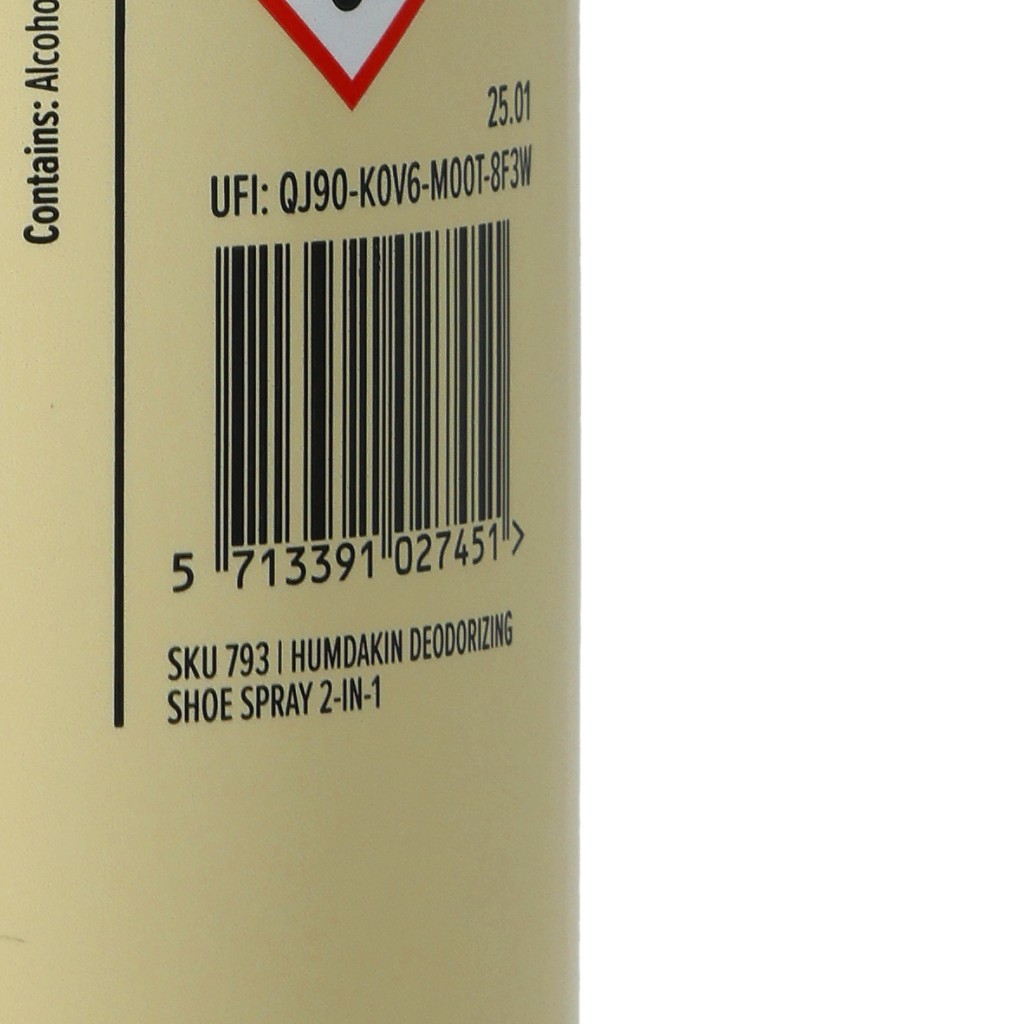 Contains: Alcoho
25.01
UFI: QJ90-K0V6-M00T-8F3W
5 713391 027451 >
SKU 793 | HUMDAKIN DEODORIZING
SHOE SPRAY 2-IN-1